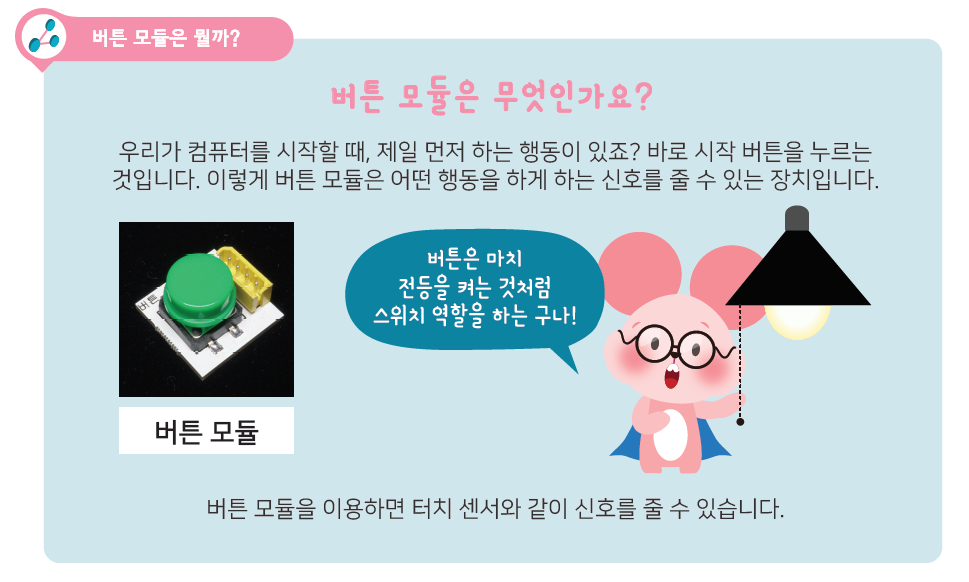 버튼 모듈은 뭘까?
버튼 모듈은 무엇인가요?
우리가 컴퓨터를 시작할 때, 제일 먼저 하는 행동이 있죠? 바로 시작 버튼을 누르는
것입니다. 이렇게 버튼 모듈은 어떤 행동을 하게 하는 신호를 줄 수 있는 장치입니다.
버튼은 마치
전등을 켜는 것처럼
스위치 역할을 하는 구나!
버튼
버튼 모듈
버튼 모듈을 이용하면 터치 센서와 같이 신호를 줄 수 있습니다.